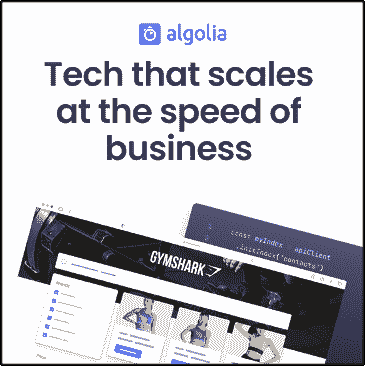 algolia
Tech that scales
at the speed of
business
const myIndex = apiClient
.initIndex('contacts')
GYMSHARK